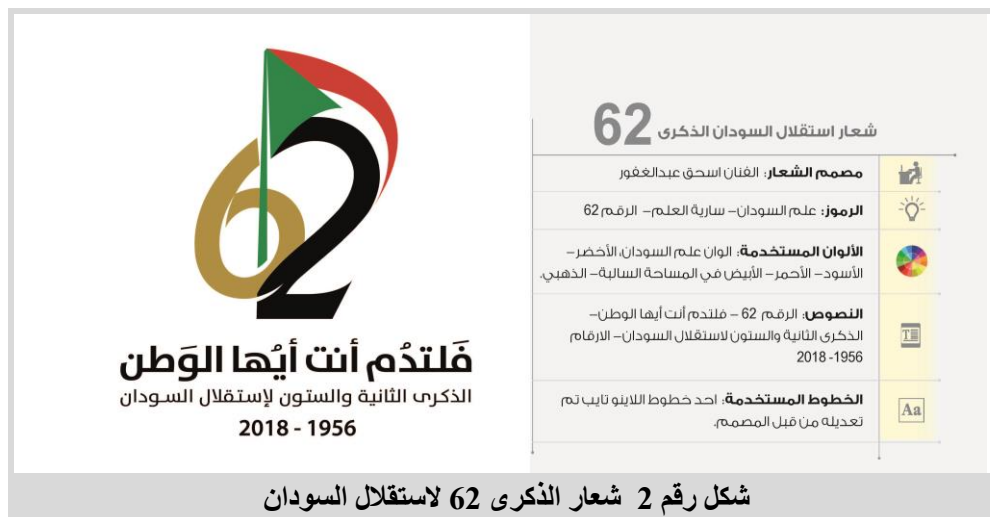 62
فَلتدُم أنت أيُها الوَطن
الذكرى الثانية والستون لإستقلال السودان
2018 - 1956
شعار استقلال السودان الذكرى 62
مصمم الشعار: الفنان اسحق عبدالغفور
الرموز: علم السودان– سارية العلم– الرقم 62
الألوان المستخدمة: الوان علم السودان، الأخضر–
الأسود– الأحمر– الأبيض في المساحة السالبة– الذهبي.
النصوص: الرقم 62 – فلتدم أنت أيها الوطن–
الذكرى الثانية والستون لاستقلال السودان– الارقام
1956- 2018
الخطوط المستخدمة: احد خطوط اللاينو تايب تم
تعديله من قبل المصمم.
Aa
شكل رقم 2 شعار الذكرى 62 لاستقلال السودان